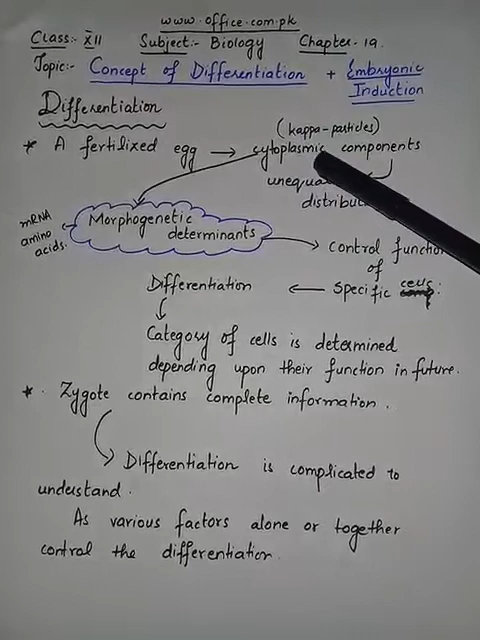 www.office.com.pk
Class:- XII Subject:- Biology Chapter-19.
Topic:- Concept of Differentiation + Embryonic
Induction
Differentiation
(kappa-particles)
* A fertilized egg → cytoplasmic components
unequa
distribut
mRNA
amino
acids.
Morphogenetic
determinants
control function
of
Differentiation ← specific cells:
Category of cells is determined
depending upon their function in future.
* . Zygote contains complete information.
Differentiation is complicated to
understand.
As various factors alone or together
control the differentiation.